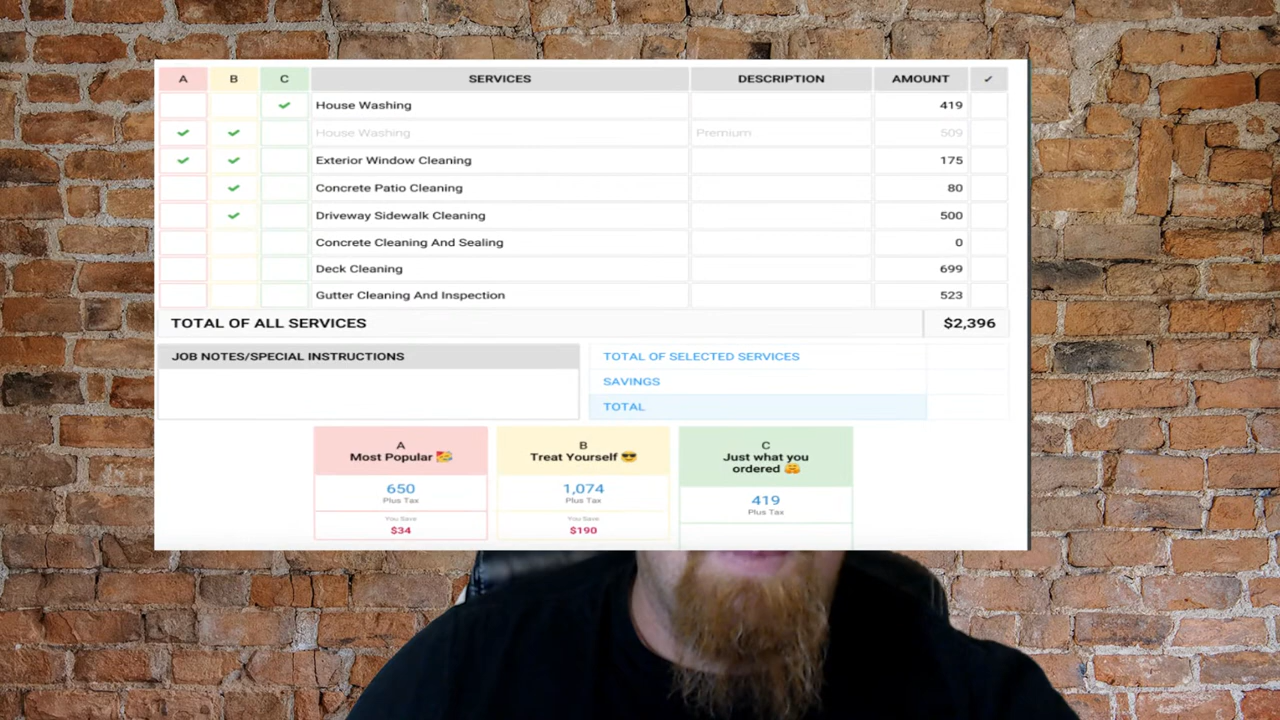 A B C SERVICES DESCRIPTION AMOUNT ✓
✓ House Washing 419
✓ ✓ House Washing Premium 509
✓ ✓ Exterior Window Cleaning 175
✓ Concrete Patio Cleaning 80
✓ Driveway Sidewalk Cleaning 500
Concrete Cleaning And Sealing 0
Deck Cleaning 699
Gutter Cleaning And Inspection 523
TOTAL OF ALL SERVICES $2,396
JOB NOTES/SPECIAL INSTRUCTIONS
TOTAL OF SELECTED SERVICES
SAVINGS
TOTAL
A
Most Popular 🥳
650
Plus Tax
You Save
$34
B
Treat Yourself 😎
1,074
Plus Tax
You Save
$190
C
Just what you
ordered 🤗
419
Plus Tax